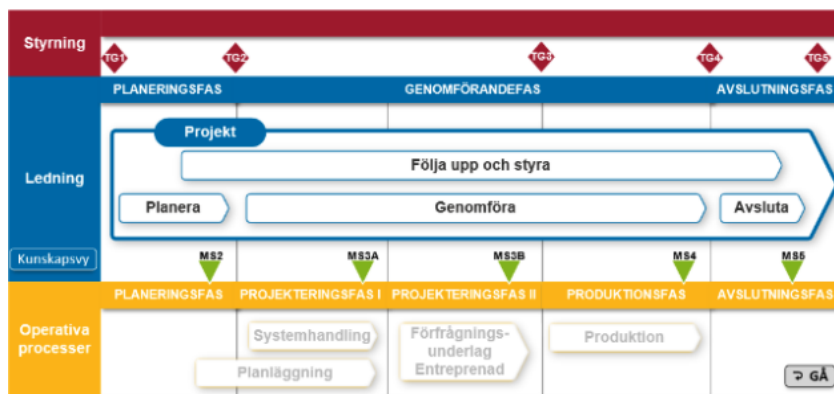 Styrning
TG1
TG2
TG3
TG4
TG5
PLANERINGSFAS
GENOMFÖRANDEFAS
AVSLUTNINGSFAS
Ledning
Projekt
Följa upp och styra
Planera
Genomföra
Avsluta
Kunskapsvy
MS2
MS3A
MS3B
MS4
MS5
PLANERINGSFAS
PROJEKTERINGSFAS I
PROJEKTERINGSFAS II
PRODUKTIONSFAS
AVSLUTNINGSFAS
Operativa
processer
Systemhandling
Planläggning
Förfrågnings-
underlag
Entreprenad
Produktion
GÅ